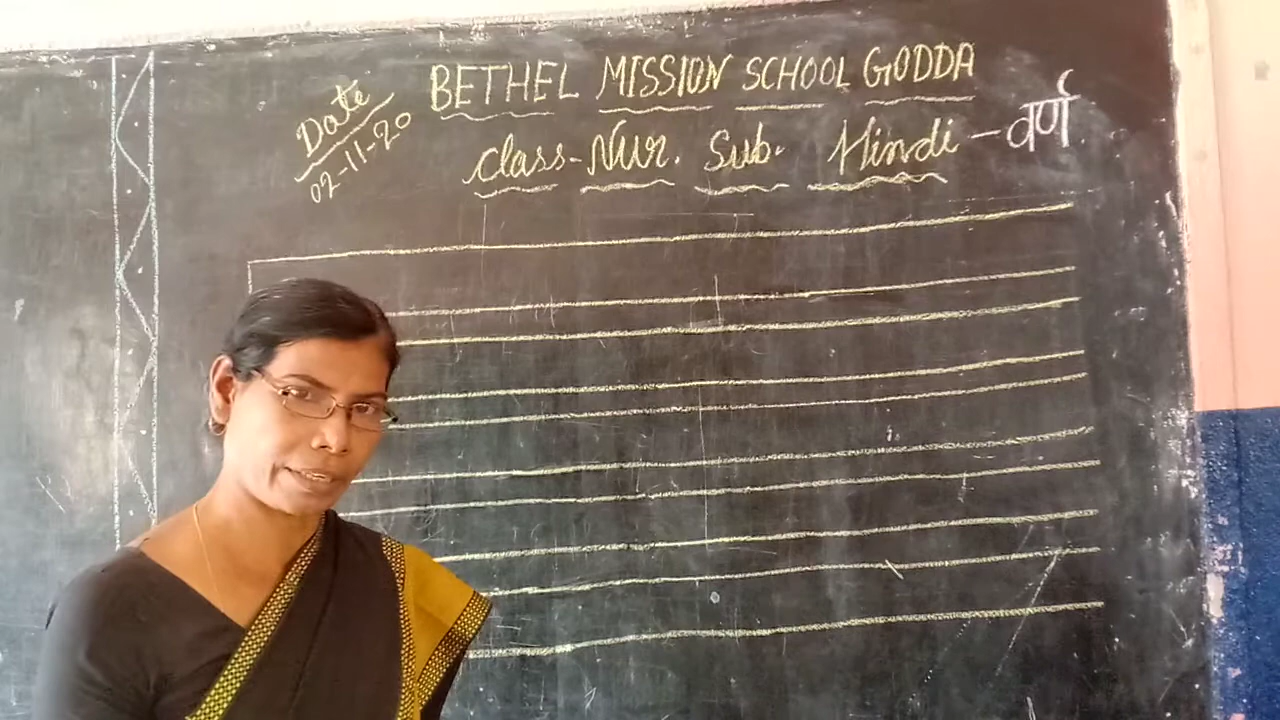 BETHEL MISSION SCHOOL GODDA
Date
02-11-20
Class-Nur. Sub. Hindi - वर्ण